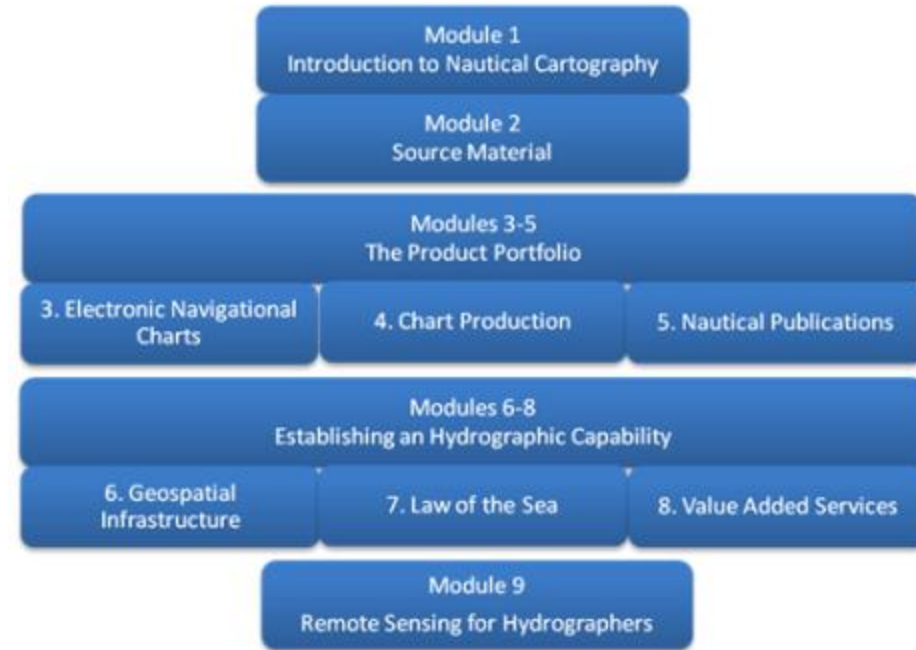 Module 1
Introduction to Nautical Cartography
Module 2
Source Material
Modules 3-5
The Product Portfolio
3. Electronic Navigational
Charts
4. Chart Production
5. Nautical Publications
Modules 6-8
Establishing an Hydrographic Capability
6. Geospatial
Infrastructure
7. Law of the Sea
8. Value Added Services
Module 9
Remote Sensing for Hydrographers